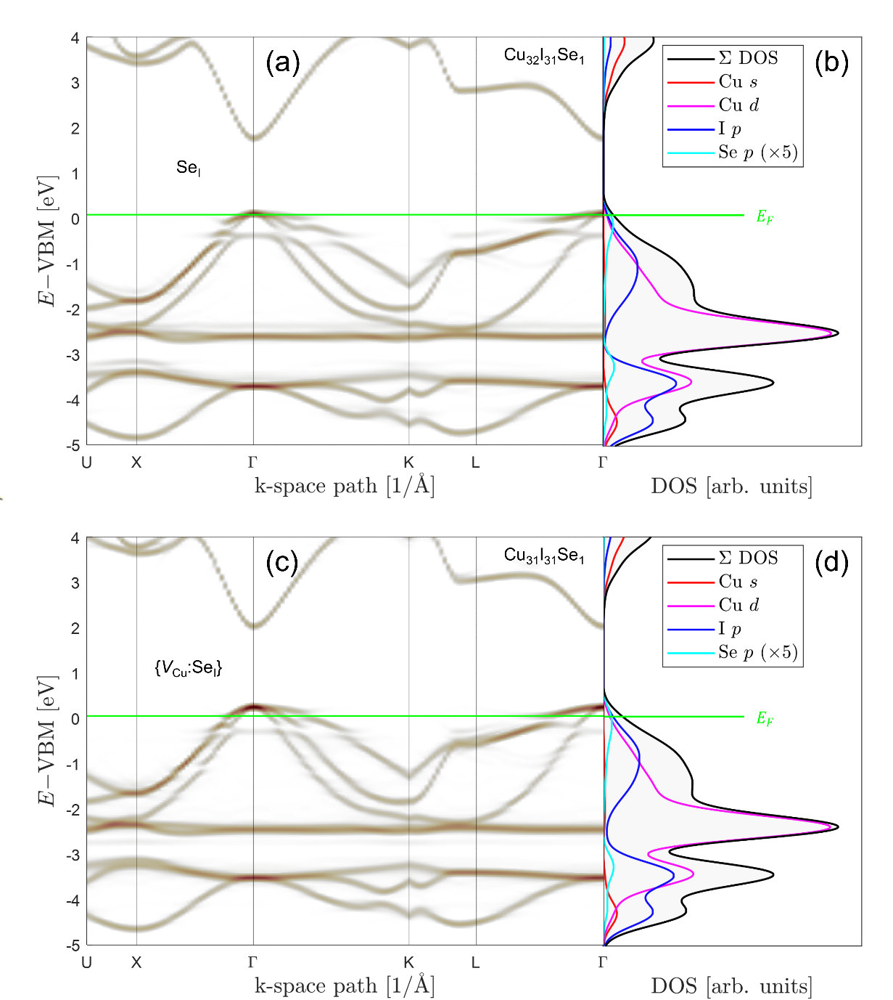 4
3
2
1
0
-1
-2
-3
-4
-5
E−VBM [eV]
(a)
Cu32I31Se1
SeI
U X Γ K L Γ
k-space path [1/Å]
(b)
Σ DOS
Cu s
Cu d
I p
Se p (×5)
EF
DOS [arb. units]
4
3
2
1
0
-1
-2
-3
-4
-5
E−VBM [eV]
(c)
Cu31I31Se1
{VCu:SeI}
U X Γ K L Γ
k-space path [1/Å]
(d)
Σ DOS
Cu s
Cu d
I p
Se p (×5)
EF
DOS [arb. units]